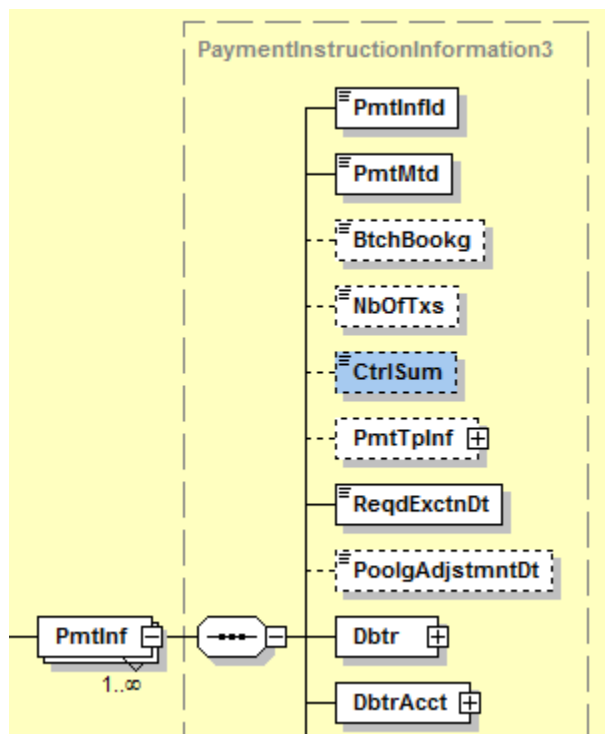 PaymentInstructionInformation3
PmtInfId
PmtMtd
BtchBookg
NbOfTxs
CtrlSum
PmtTpInf
ReqdExctnDt
PoolgAdjstmntDt
PmtInf
1..∞
Dbtr
DbtrAcct